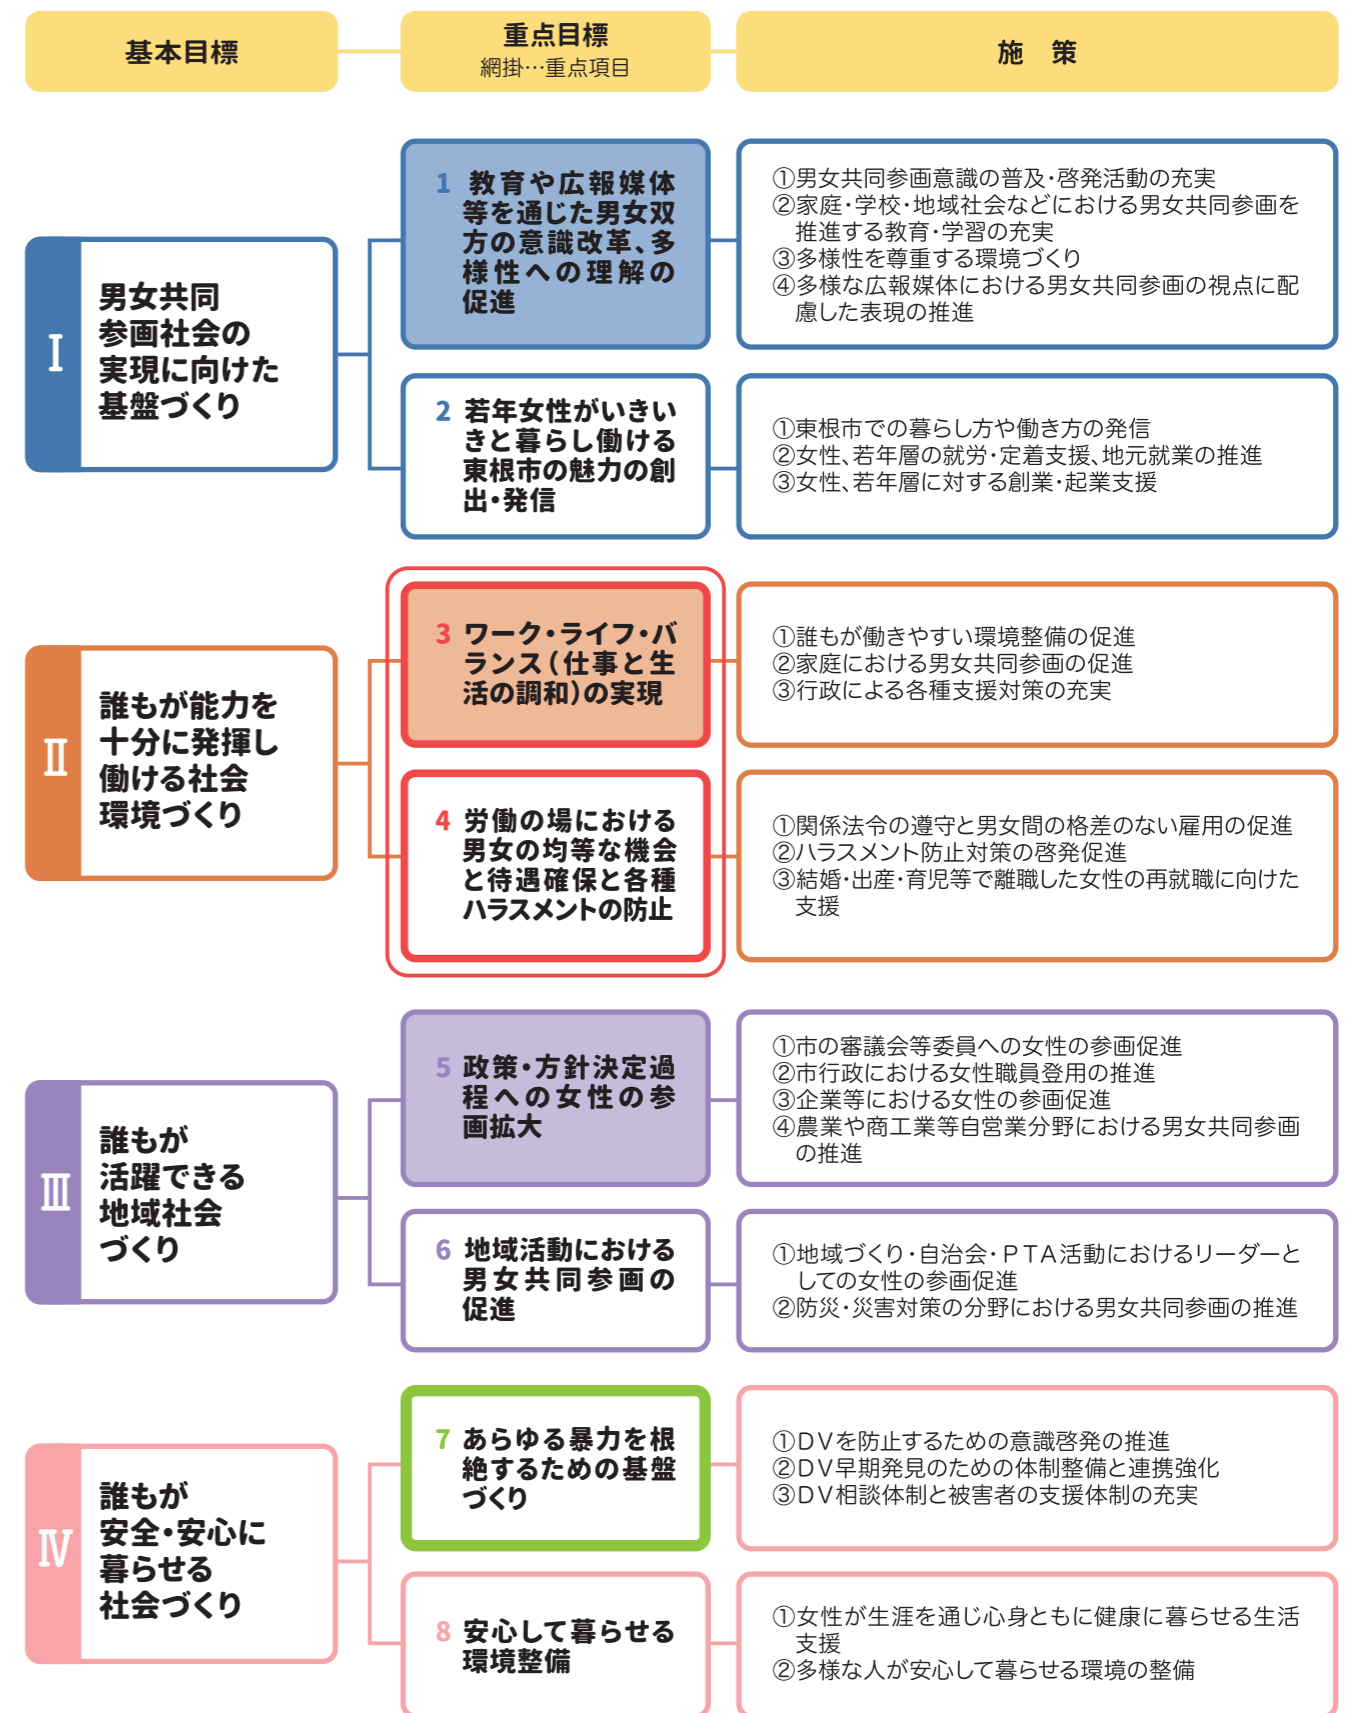 基本目標
重点目標
網掛…重点項目
施　策
Ⅰ
男女共同
参画社会の
実現に向けた
基盤づくり
1 教育や広報媒体
等を通じた男女双
方の意識改革、多
様性への理解の
促進
①男女共同参画意識の普及・啓発活動の充実
②家庭・学校・地域社会などにおける男女共同参画を
推進する教育・学習の充実
③多様性を尊重する環境づくり
④多様な広報媒体における男女共同参画の視点に配
慮した表現の推進
2 若年女性がいきい
きと暮らし働ける
東根市の魅力の創
出・発信
①東根市での暮らし方や働き方の発信
②女性、若年層の就労・定着支援、地元就業の推進
③女性、若年層に対する創業・起業支援
Ⅱ
誰もが能力を
十分に発揮し
働ける社会
環境づくり
3 ワーク・ライフ・バ
ランス（仕事と生
活の調和）の実現
①誰もが働きやすい環境整備の促進
②家庭における男女共同参画の促進
③行政による各種支援対策の充実
4 労働の場における
男女の均等な機会
と待遇確保と各種
ハラスメントの防止
①関係法令の遵守と男女間の格差のない雇用の促進
②ハラスメント防止対策の啓発促進
③結婚・出産・育児等で離職した女性の再就職に向けた
支援
Ⅲ
誰もが
活躍できる
地域社会
づくり
5 政策・方針決定過
程への女性の参
画拡大
①市の審議会等委員への女性の参画促進
②市行政における女性職員登用の推進
③企業等における女性の参画促進
④農業や商工業等自営業分野における男女共同参画
の推進
6 地域活動における
男女共同参画の
促進
①地域づくり・自治会・ＰＴＡ活動におけるリーダーと
しての女性の参画促進
②防災・災害対策の分野における男女共同参画の推進
Ⅳ
誰もが
安全・安心に
暮らせる
社会づくり
7 あらゆる暴力を根
絶するための基盤
づくり
①ＤＶを防止するための意識啓発の推進
②ＤＶ早期発見のための体制整備と連携強化
③ＤＶ相談体制と被害者の支援体制の充実
8 安心して暮らせる
環境整備
①女性が生涯を通じ心身ともに健康に暮らせる生活
支援
②多様な人が安心して暮らせる環境の整備